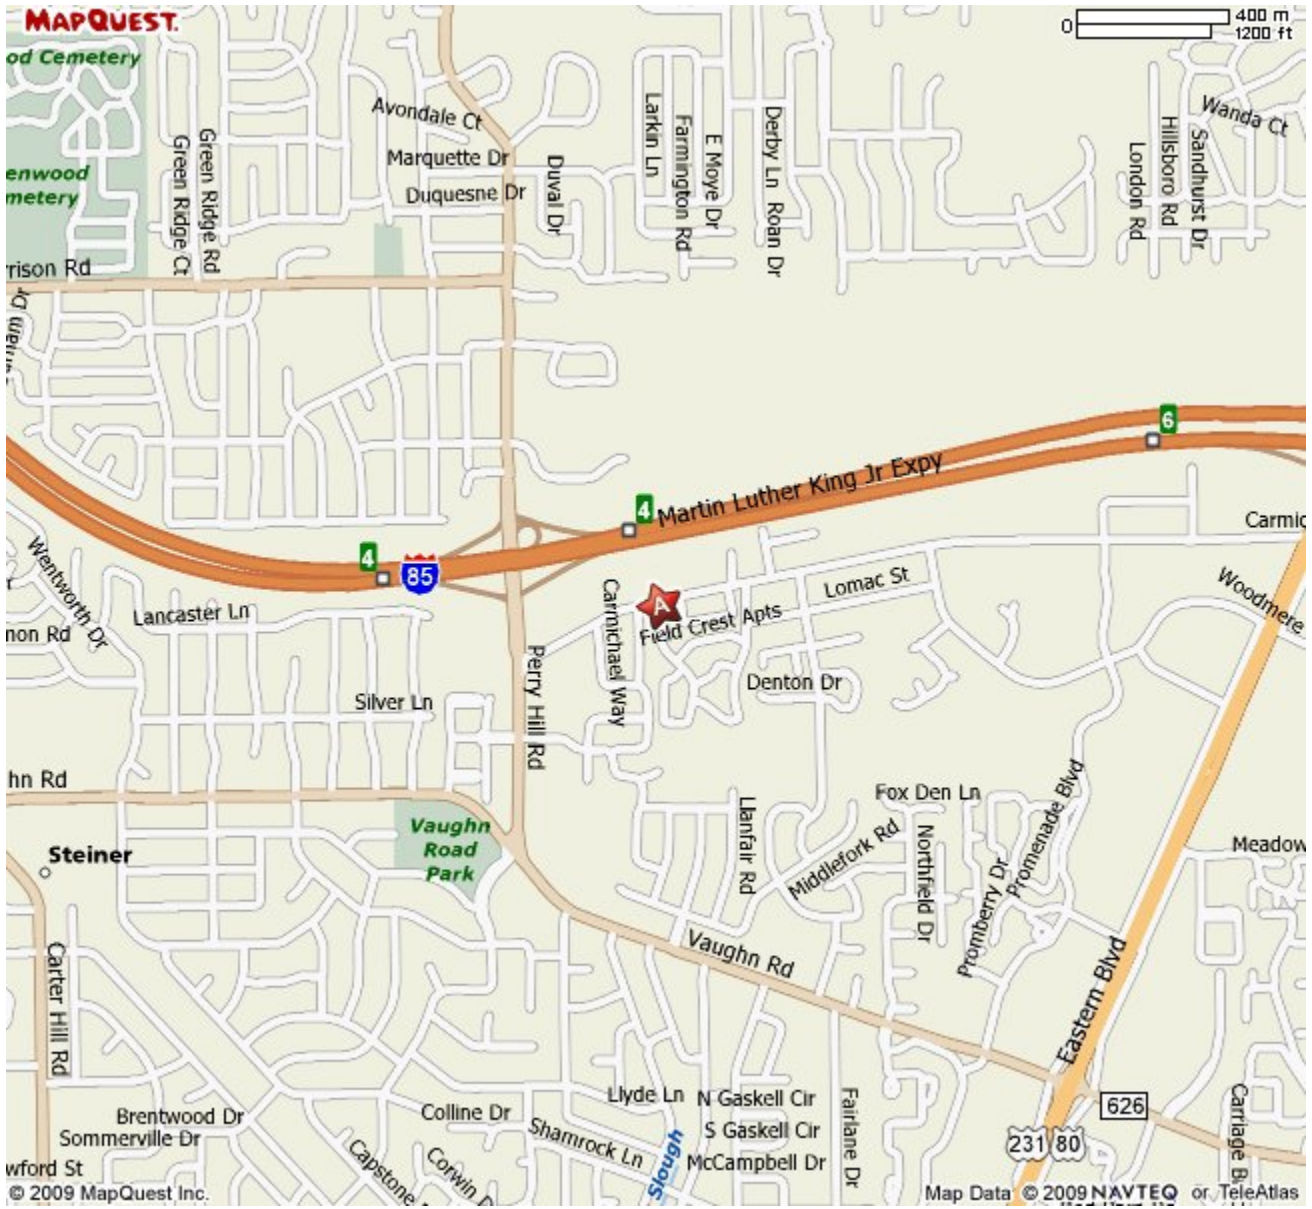 MAPQUEST.
0
400 m
1200 ft
od Cemetery
Avondale Ct
Marquette Dr
Duquesne Dr
Duval Dr
Larkin Ln
Farmington Rd
E Moye Dr
Derby Ln
Roan Dr
Wanda Ct
Hillsboro Rd
Sandhurst Dr
London Rd
Green Ridge Rd
Green Ridge Ct
enwood
metery
rrison Rd
6
4
Martin Luther King Jr Expy
4
85
Carmic
Woodmere
Wentworth Dr
Lancaster Ln
non Rd
Carmichael Way
A
Field Crest Apts
Lomac St
Denton Dr
Silver Ln
Perry Hill Rd
hn Rd
Vaughn
Road
Park
Steiner
Llanfair Rd
Fox Den Ln
Middlefork Rd
Northfield Dr
Promenade Blvd
Promberry Dr
Meadow
Vaughn Rd
Eastern Blvd
Carter Hill Rd
Llyde Ln
N Gaskell Cir
S Gaskell Cir
McCampbell Dr
Fairlane Dr
626
231
80
Carriage B
Brentwood Dr
Sommerville Dr
Colline Dr
Shamrock Ln
Slough
Capstone
Corwin D
wford St
© 2009 MapQuest Inc.
Map Data © 2009 NAVTEQ or TeleAtlas